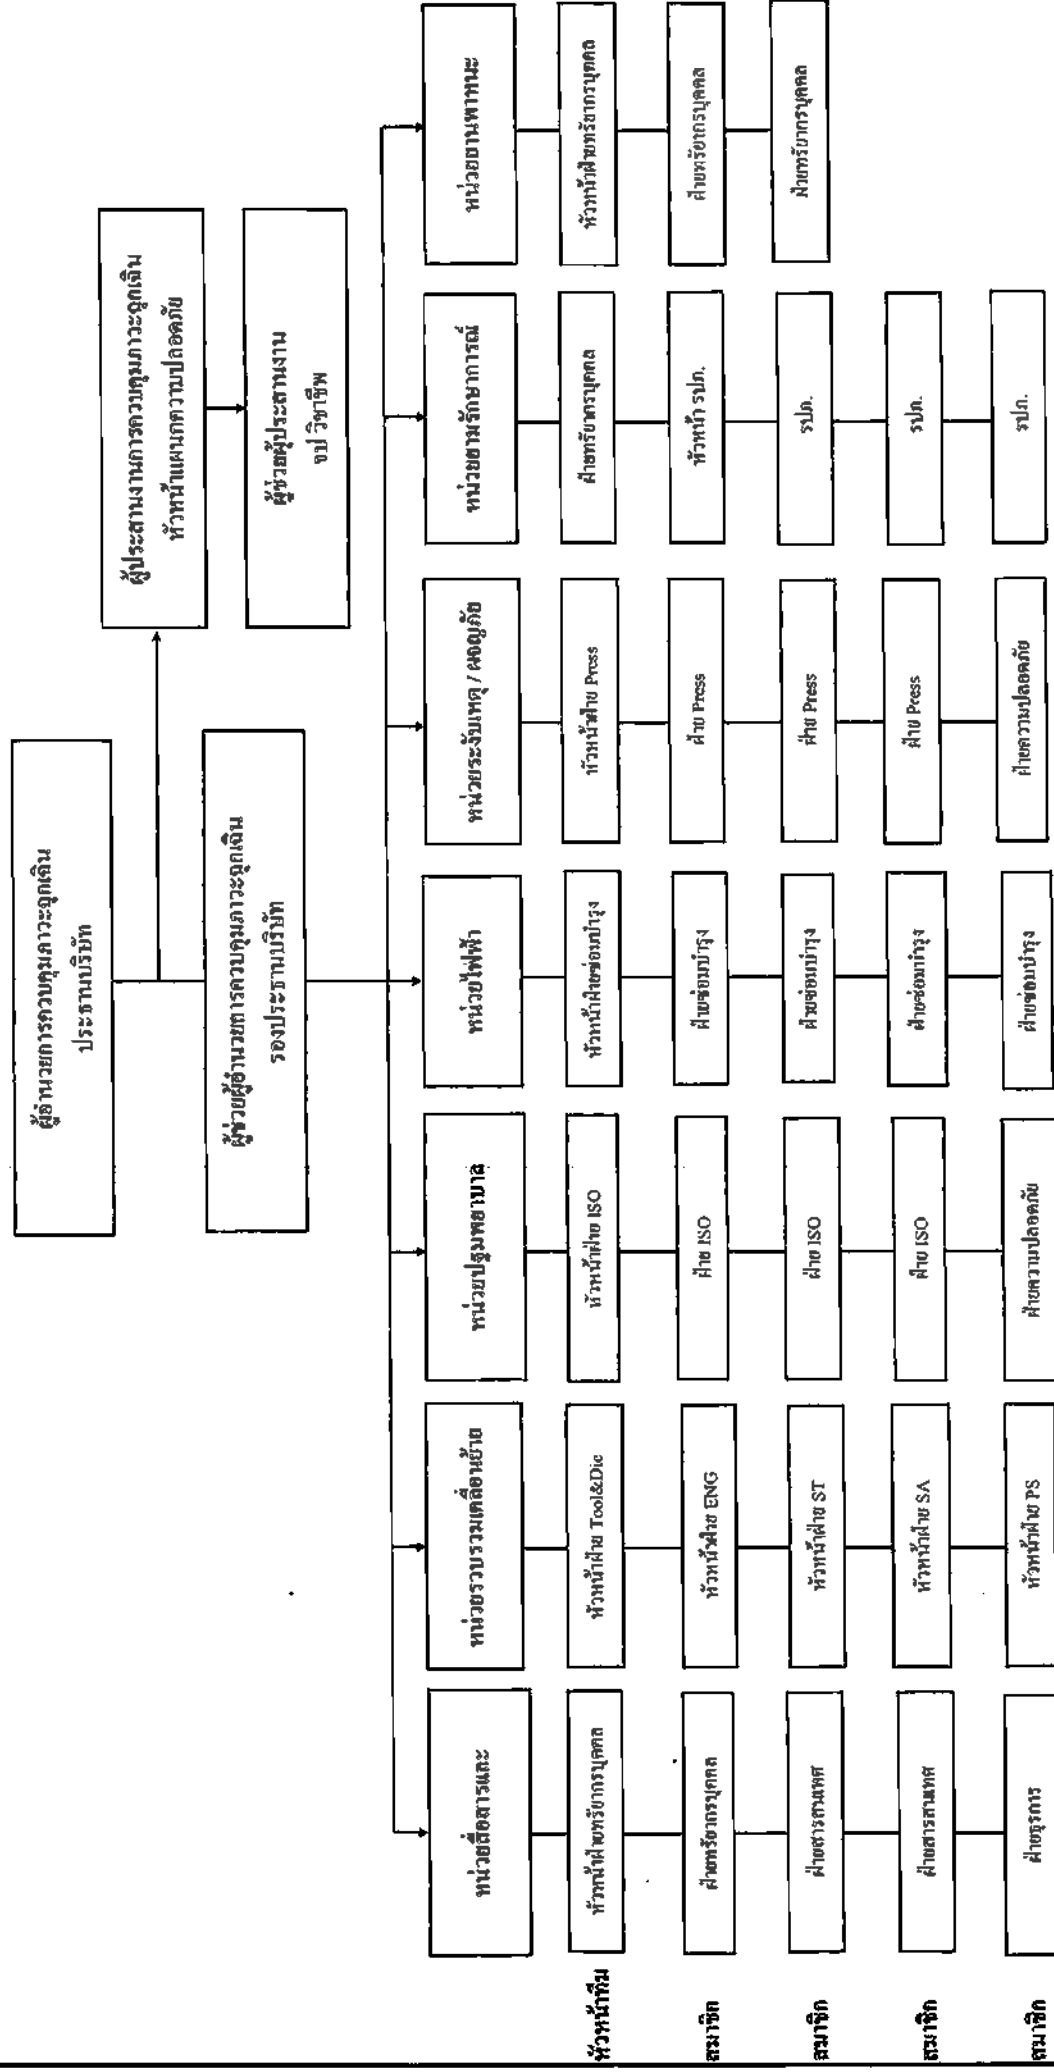 ผู้อำนวยการควบคุมภาวะฉุกเฉิน
ประธานบริษัท
ผู้ประสานงานการควบคุมภาวะฉุกเฉิน
หัวหน้าแผนกความปลอดภัย
ผู้ช่วยผู้อำนวยการควบคุมภาวะฉุกเฉิน
รองประธานบริษัท
ผู้ช่วยผู้ประสานงาน
จป วิชาชีพ
หน่วยสื่อสารและ
หน่วยรวบรวมเคลื่อนย้าย
หน่วยปฐมพยาบาล
หน่วยไฟฟ้า
หน่วยระงับเหตุ / ผจญภัย
หน่วยยามรักษาการณ์
หน่วยยานพาหนะ
หัวหน้าทีม
หัวหน้าฝ่ายทรัยากรบุคคล
หัวหน้าฝ่าย Tool&Die
หัวหน้าฝ่าย ISO
หัวหน้าฝ่ายซ่อมบำรุง
หัวหน้าฝ่าย Press
ฝ่ายทรัยากรบุคคล
หัวหน้าฝ่ายทรัยากรบุคคล
สมาชิก
ฝ่ายทรัยากรบุคคล
หัวหน้าฝ่าย ENG
ฝ่าย ISO
ฝ่ายซ่อมบำรุง
ฝ่าย Press
หัวหน้า รปภ.
ฝ่ายทรัยากรบุคคล
สมาชิก
ฝ่ายสารสนเทศ
หัวหน้าฝ่าย ST
ฝ่าย ISO
ฝ่ายซ่อมบำรุง
ฝ่าย Press
รปภ.
ฝ่ายทรัยากรบุคคล
สมาชิก
ฝ่ายสารสนเทศ
หัวหน้าฝ่าย SA
ฝ่าย ISO
ฝ่ายซ่อมบำรุง
ฝ่าย Press
รปภ.
สมาชิก
ฝ่ายธุรการ
หัวหน้าฝ่าย PS
ฝ่ายความปลอดภัย
ฝ่ายซ่อมบำรุง
ฝ่ายความปลอดภัย
รปภ.